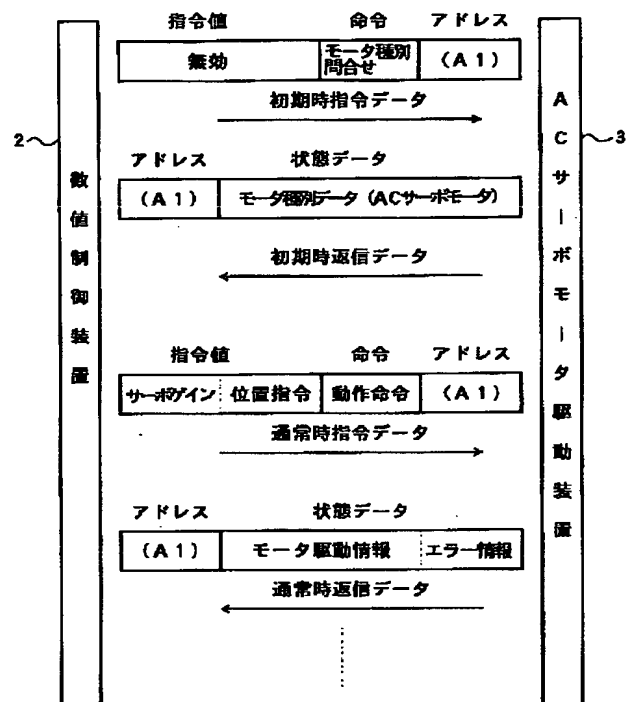 指令値 命令 アドレス
無効 モータ種別問合せ (A1)
初期時指令データ
2
3
数値制御装置
ACサーボモータ駆動装置
アドレス 状態データ
(A1) モータ種別データ (ACサーボモータ)
初期時返信データ
指令値 命令 アドレス
サーボゲイン 位置指令 動作命令 (A1)
通常時指令データ
アドレス 状態データ
(A1) モータ駆動情報 エラー情報
通常時返信データ